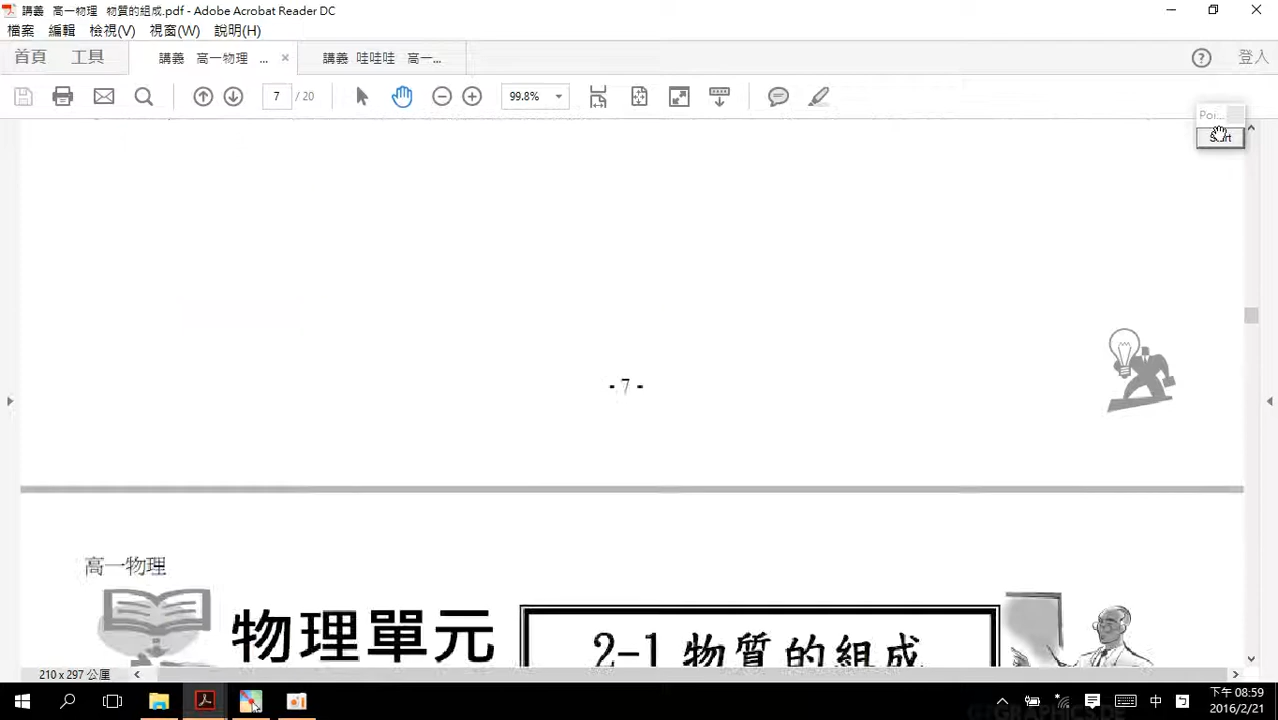 講義 高一物理 物質的組成.pdf - Adobe Acrobat Reader DC
檔案 編輯 檢視(V) 視窗(W) 說明(H)
首頁 工具 講義 高一物理 ... × 講義 哇哇哇 高一... 登入
7 / 20 99.8%
Poi...
Start
- 7 -
高一物理
物理單元
2-1 物質的組成
210 x 297 公厘
下午 08:59
中 2016/2/21